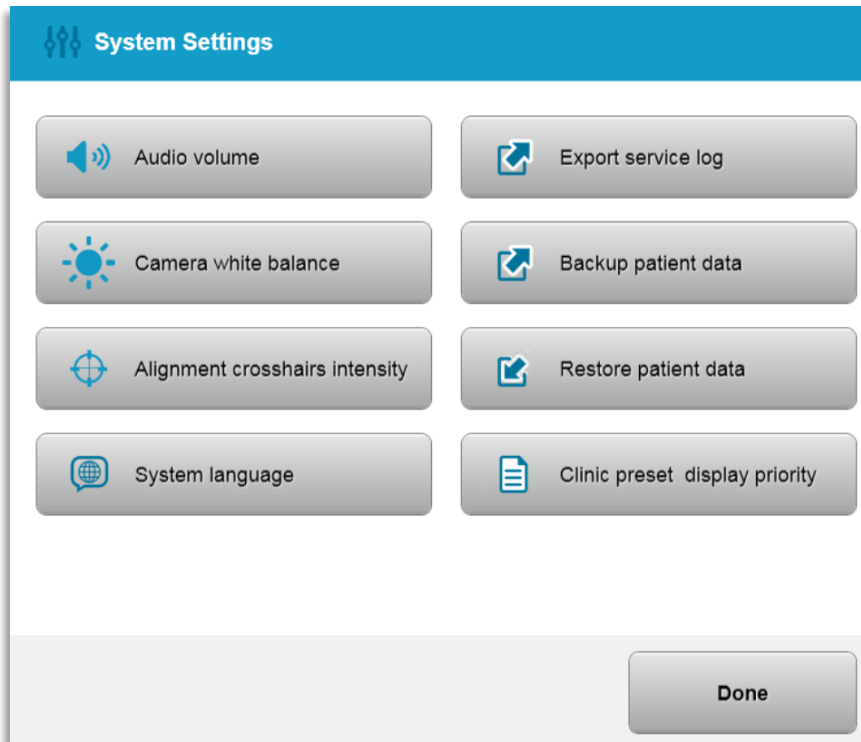 System Settings
Audio volume
Export service log
Camera white balance
Backup patient data
Alignment crosshairs intensity
Restore patient data
System language
Clinic preset display priority
Done